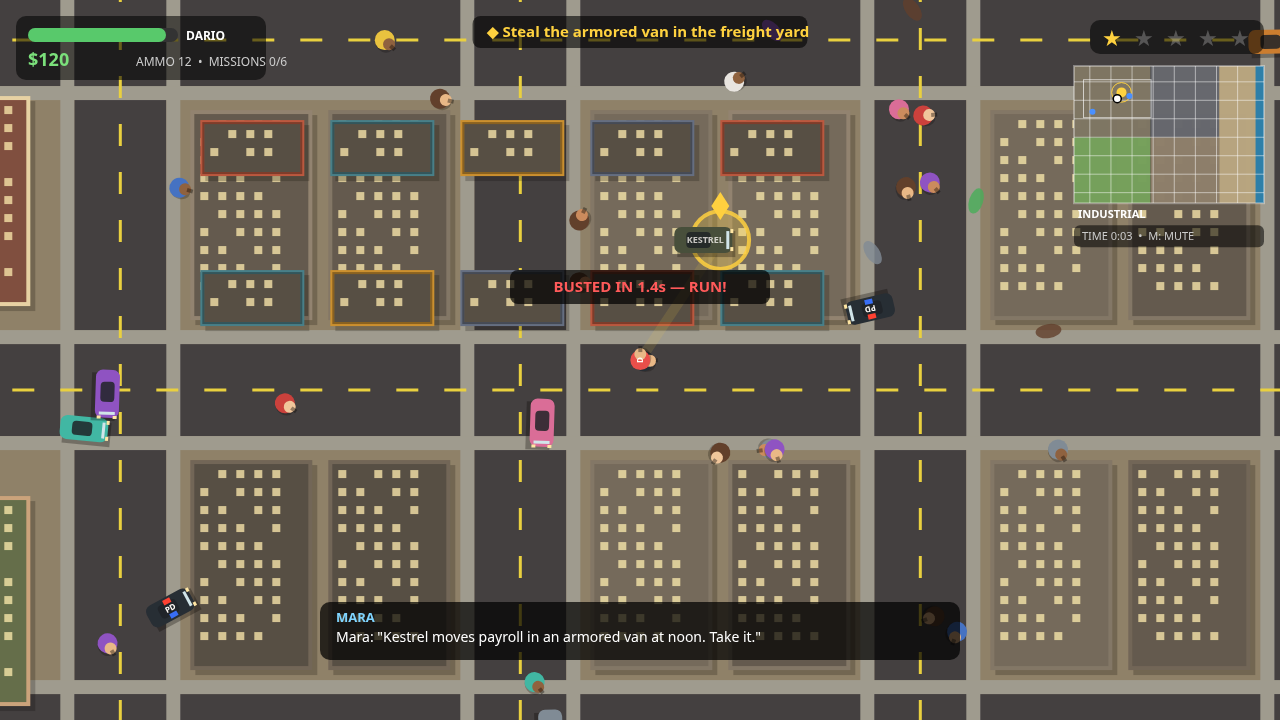 DARIO
$120
AMMO 12 • MISSIONS 0/6
◆ Steal the armored van in the freight yard
INDUSTRIAL
TIME 0:03 • M: MUTE
KESTREL
BUSTED IN 1.4s — RUN!
PD
D
PD
MARA
Mara: "Kestrel moves payroll in an armored van at noon. Take it."